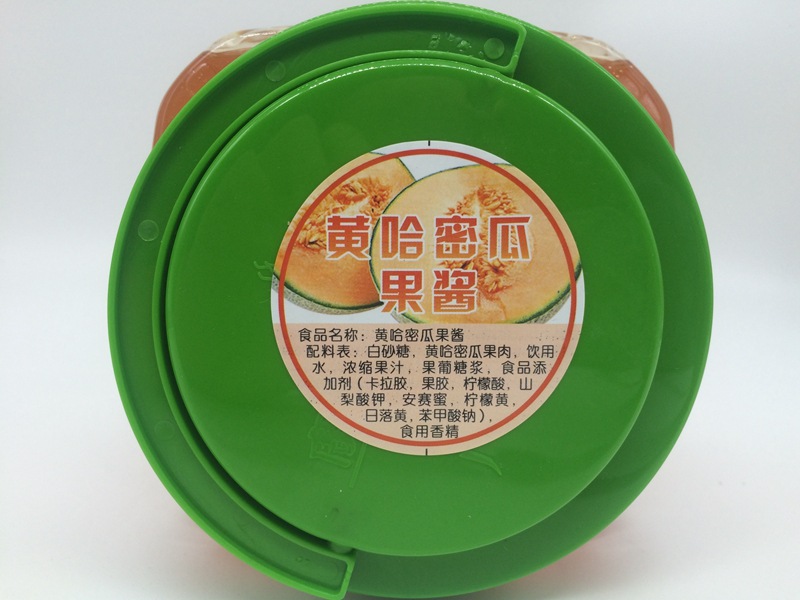 黄哈密瓜
果酱
食品名称：黄哈密瓜果酱
配料表：白砂糖，黄哈密瓜果肉，饮用
水，浓缩果汁，果葡糖浆，食品添
加剂（卡拉胶，果胶，柠檬酸，山
梨酸钾，安赛蜜，柠檬黄，
日落黄，苯甲酸钠），
食用香精